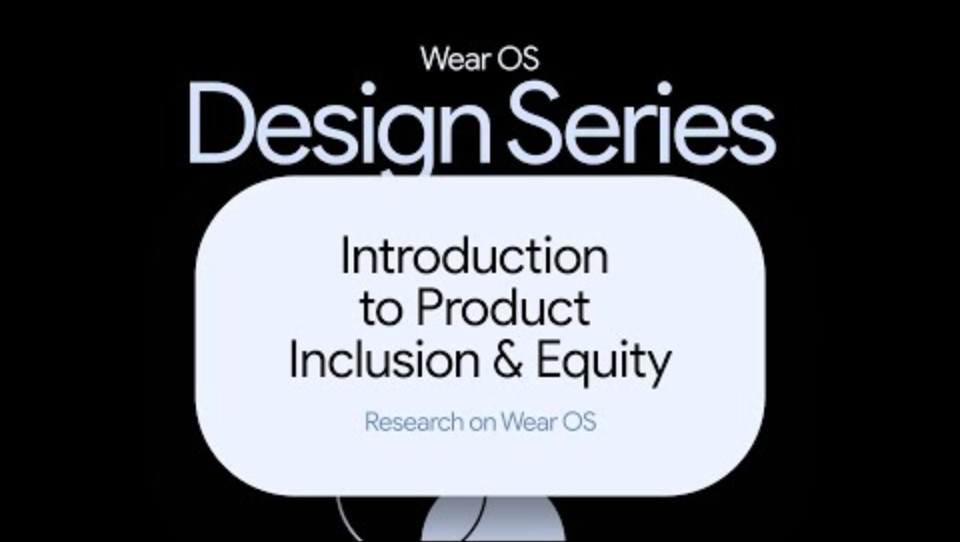 Wear OS
Design Series
Introduction
to Product
Inclusion & Equity
Research on Wear OS